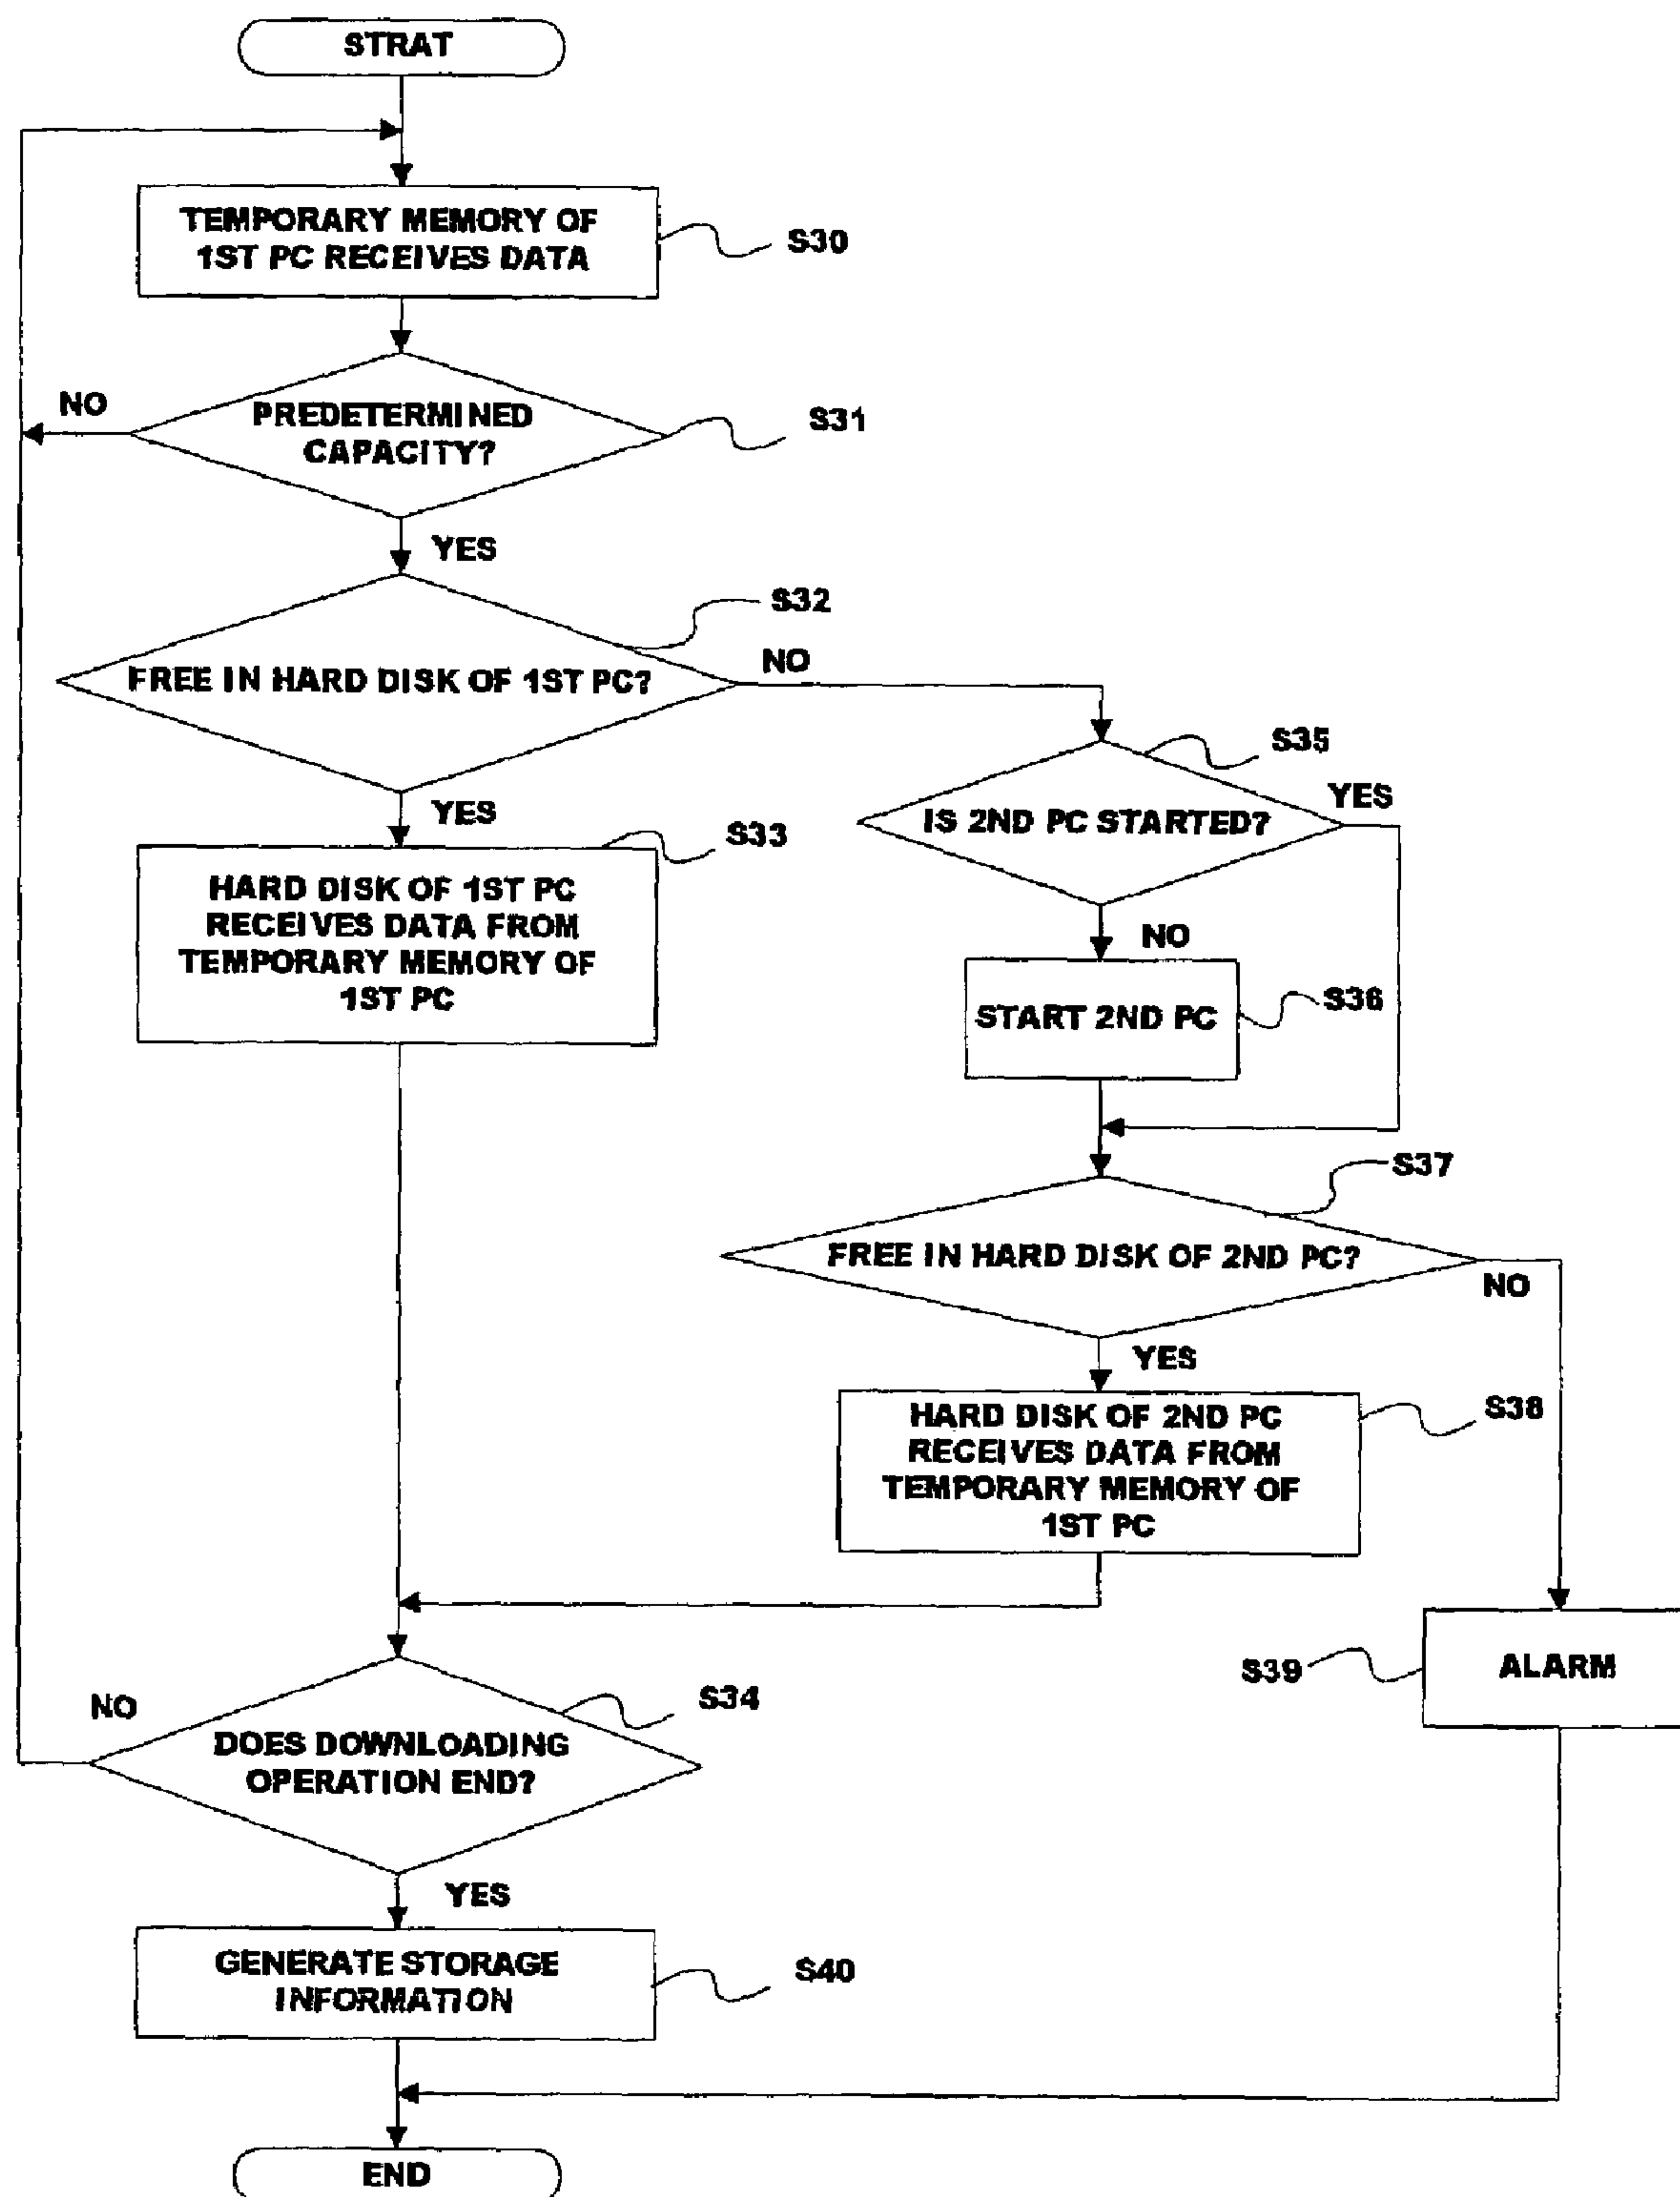 STRAT
TEMPORARY MEMORY OF
1ST PC RECEIVES DATA
S30
NO
PREDETERMINED
CAPACITY?
S31
YES
S32
FREE IN HARD DISK OF 1ST PC?
NO
S35
YES
IS 2ND PC STARTED?
YES
S33
HARD DISK OF 1ST PC
RECEIVES DATA FROM
TEMPORARY MEMORY OF
1ST PC
NO
START 2ND PC
S36
S37
FREE IN HARD DISK OF 2ND PC?
NO
YES
HARD DISK OF 2ND PC
RECEIVES DATA FROM
TEMPORARY MEMORY OF
1ST PC
S38
S39
ALARM
NO
S34
DOES DOWNLOADING
OPERATION END?
YES
GENERATE STORAGE
INFORMATION
S40
END